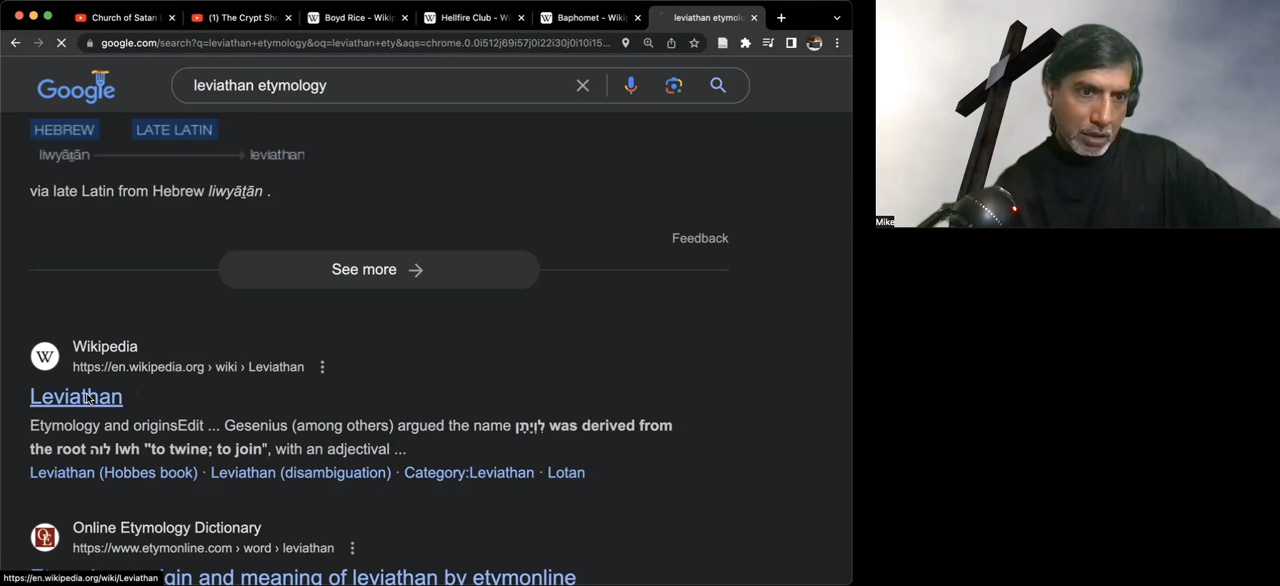 Church of Satan
(1) The Crypt Sh
Boyd Rice - Wiki
Hellfire Club - Wi
Baphomet - Wikip
leviathan etymolo
google.com/search?q=leviathan+etymology&oq=leviathan+ety&aqs=chrome.0.0i512j69i57j0i22i30j0i10i15...
Google
leviathan etymology
HEBREW
LATE LATIN
liwyāṯān
leviathan
via late Latin from Hebrew liwyāṯān .
Feedback
See more
Wikipedia
https://en.wikipedia.org › wiki › Leviathan
Leviathan
Etymology and originsEdit ... Gesenius (among others) argued the name לִוְיָתָן was derived from
the root לוה lwh "to twine; to join", with an adjectival ...
Leviathan (Hobbes book) · Leviathan (disambiguation) · Category:Leviathan · Lotan
Online Etymology Dictionary
https://www.etymonline.com › word › leviathan
gin and meaning of leviathan by etymonline
https://en.wikipedia.org/wiki/Leviathan
Mike